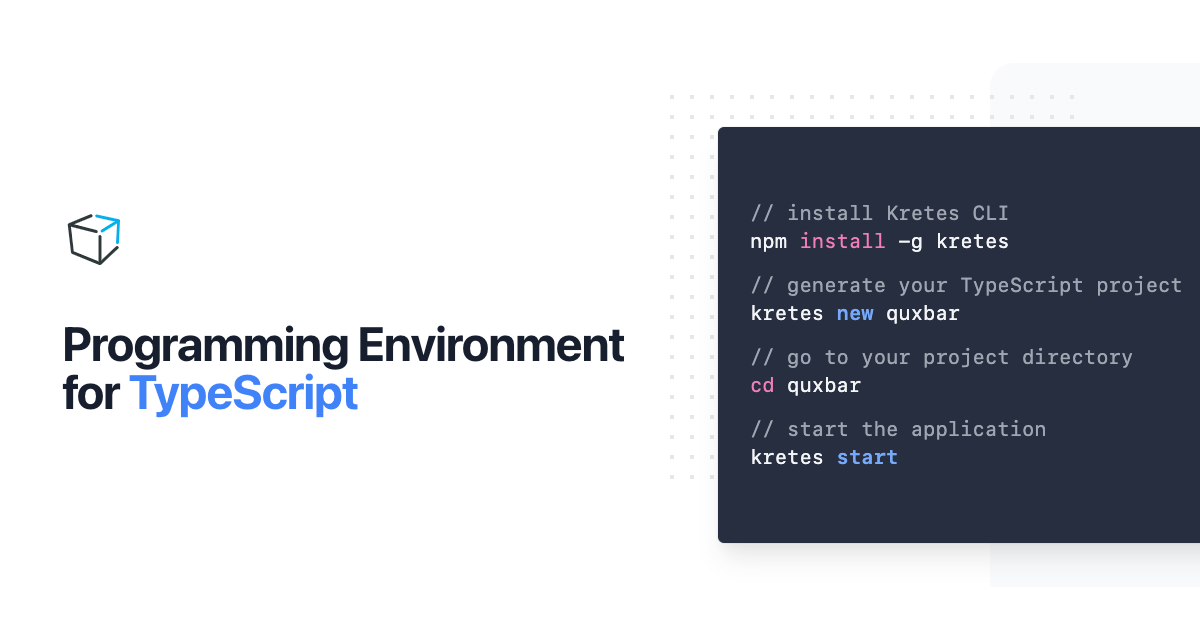 Programming Environment
for TypeScript
// install Kretes CLI
npm install -g kretes
// generate your TypeScript project
kretes new quxbar
// go to your project directory
cd quxbar
// start the application
kretes start